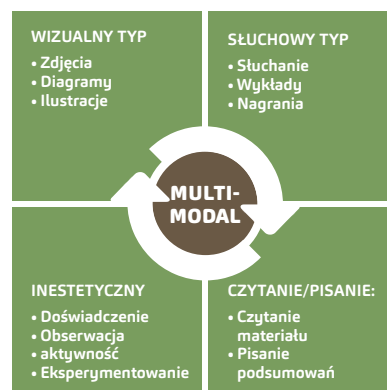 WIZUALNY TYP
• Zdjęcia
• Diagramy
• Ilustracje
SŁUCHOWY TYP
• Słuchanie
• Wykłady
• Nagrania
MULTI-
MODAL
INESTETYCZNY
• Doświadczenie
• Obserwacja
• aktywność
• Eksperymentowanie
CZYTANIE/PISANIE:
• Czytanie
materiału
• Pisanie
podsumowań